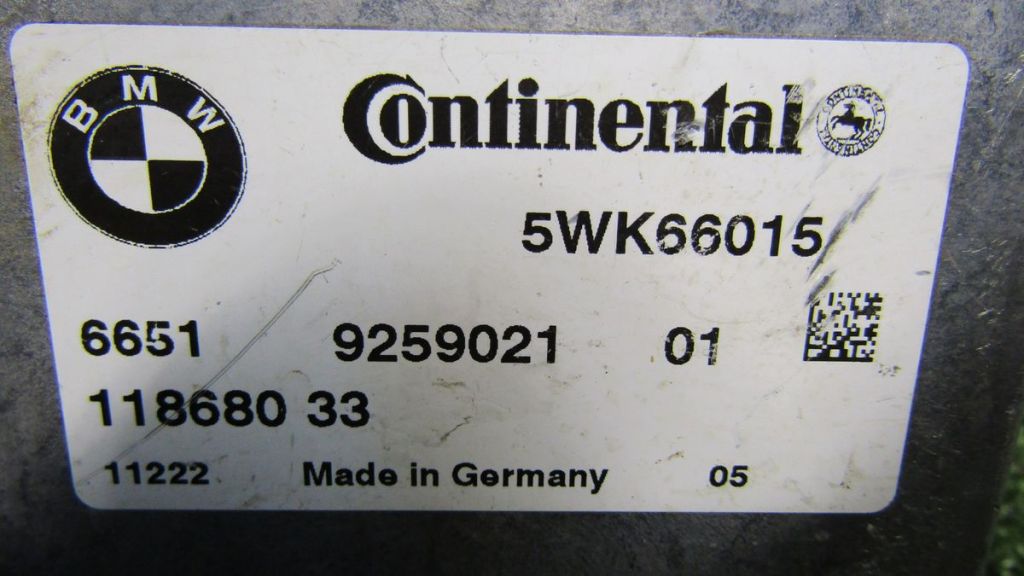 BMW
Continental
5WK66015
6651 9259021 01
118680 33
11222 Made in Germany 05